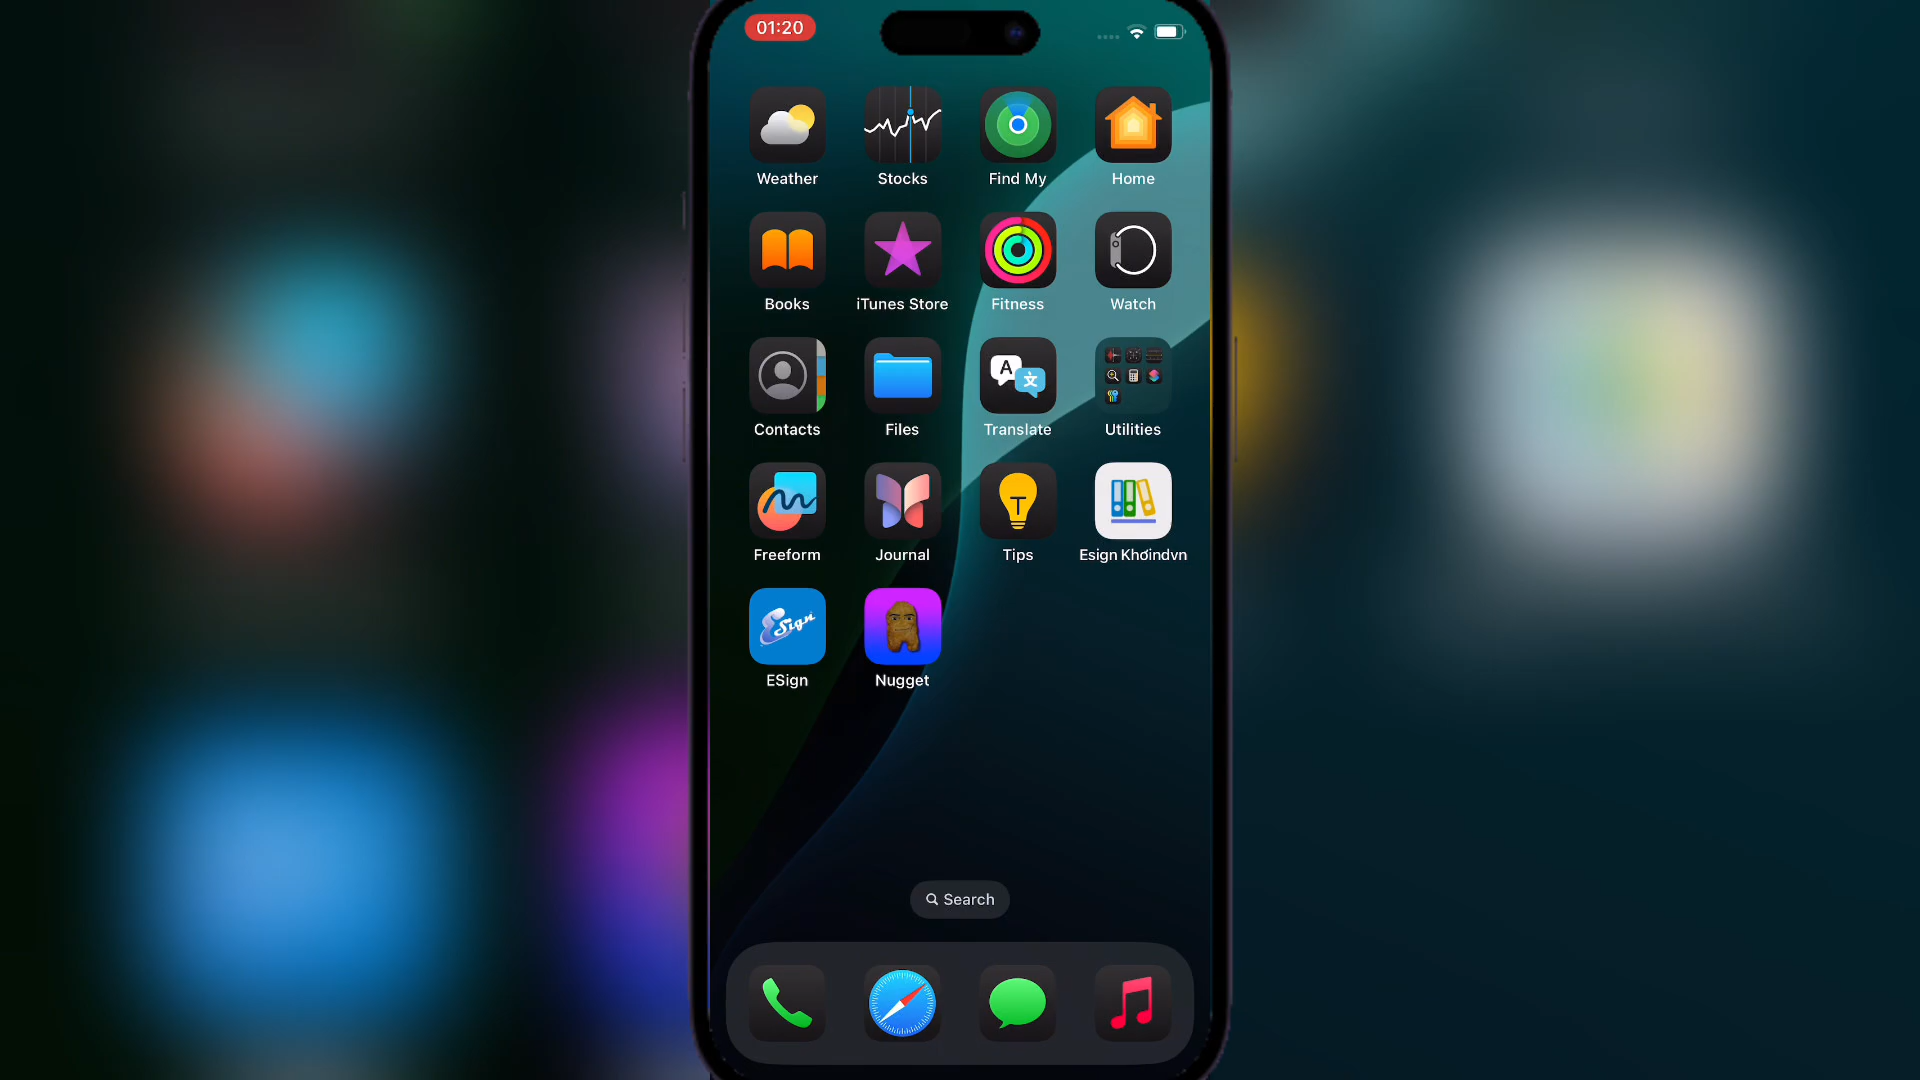 01:20
Weather
Stocks
Find My
Home
Books
iTunes Store
Fitness
Watch
Contacts
Files
Translate
Utilities
Freeform
Journal
Tips
Esign Khoindvn
ESign
Nugget
Search